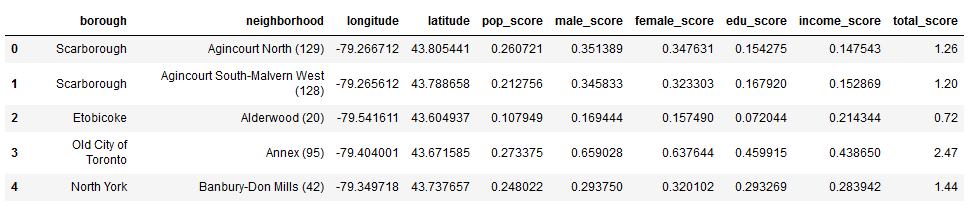 borough neighborhood longitude latitude pop_score male_score female_score edu_score income_score total_score
0 Scarborough Agincourt North (129) -79.266712 43.805441 0.260721 0.351389 0.347631 0.154275 0.147543 1.26
1 Scarborough Agincourt South-Malvern West (128) -79.265612 43.788658 0.212756 0.345833 0.323303 0.167920 0.152869 1.20
2 Etobicoke Alderwood (20) -79.541611 43.604937 0.107949 0.169444 0.157490 0.072044 0.214344 0.72
3 Old City of Toronto Annex (95) -79.404001 43.671585 0.273375 0.659028 0.637644 0.459915 0.438650 2.47
4 North York Banbury-Don Mills (42) -79.349718 43.737657 0.248022 0.293750 0.320102 0.293269 0.283942 1.44